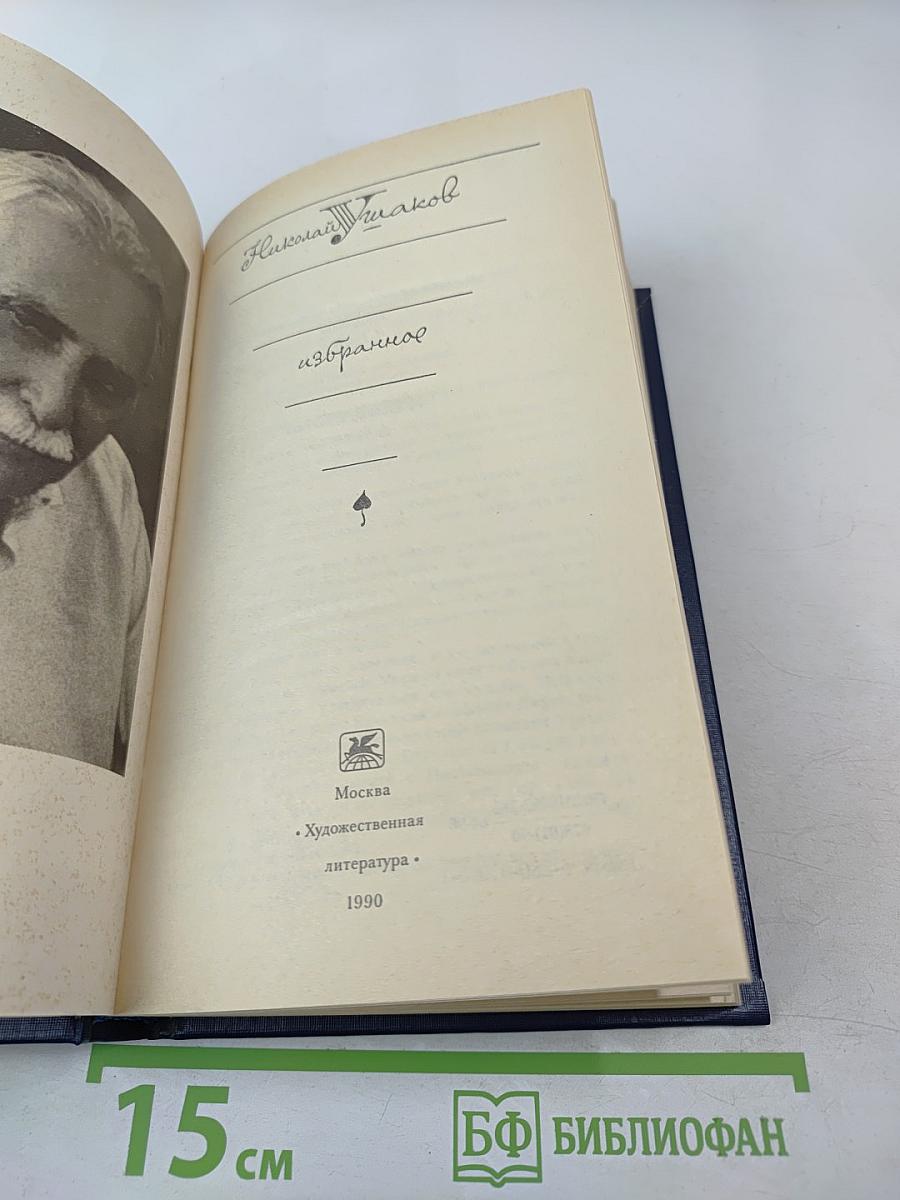 Николай Ушаков
избранное
Москва
• Художественная
литература •
1990
15 см
БФ БИБЛИОФАН